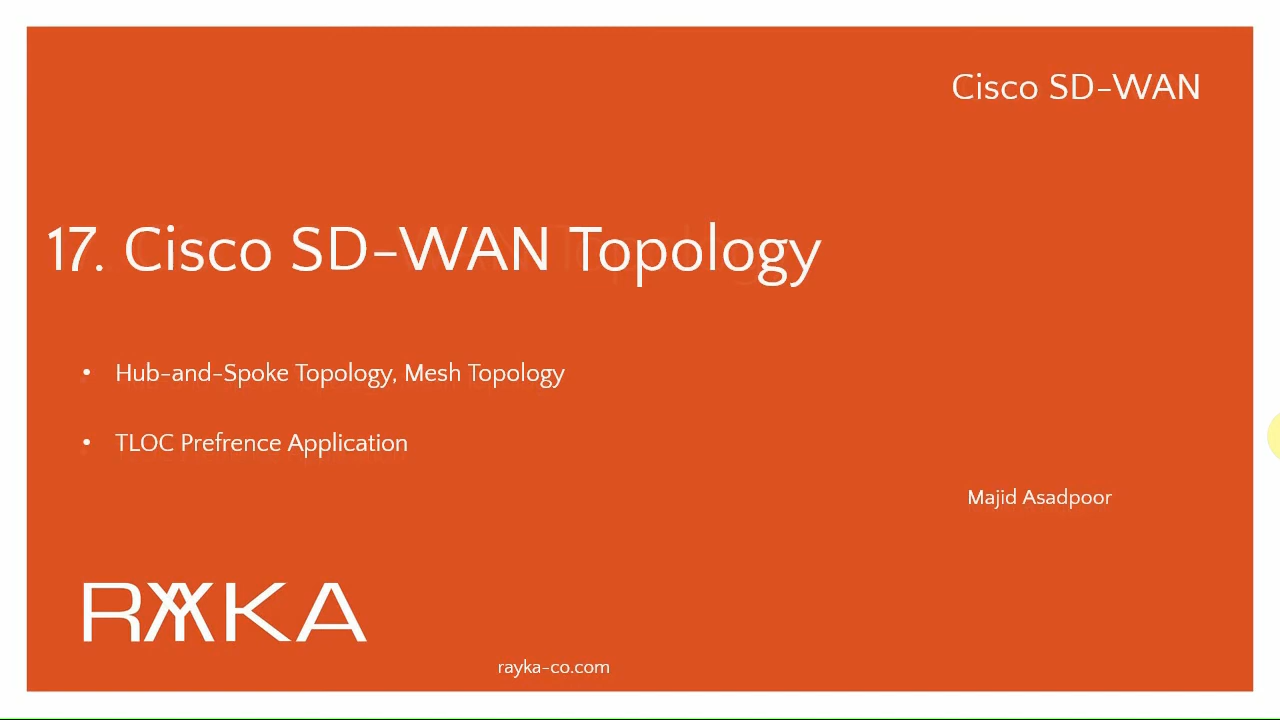 Cisco SD-WAN
17. Cisco SD-WAN Topology
• Hub-and-Spoke Topology, Mesh Topology
• TLOC Prefrence Application
Majid Asadpoor
RAYKA
rayka-co.com